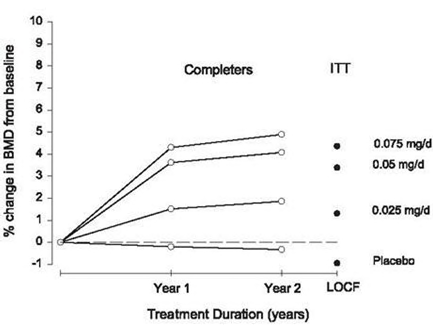 10
9
8
7
6
5
4
3
2
1
0
-1
% change in BMD from baseline
Completers
ITT
0.075 mg/d
0.05 mg/d
0.025 mg/d
Placebo
Year 1
Year 2
LOCF
Treatment Duration (years)